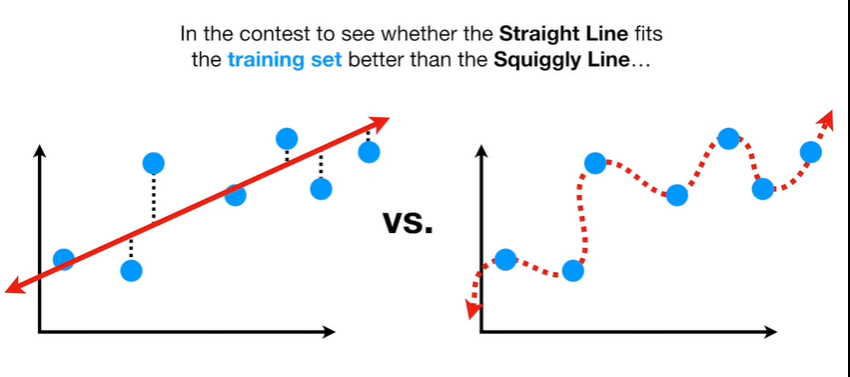 In the contest to see whether the Straight Line fits
the training set better than the Squiggly Line…
vs.